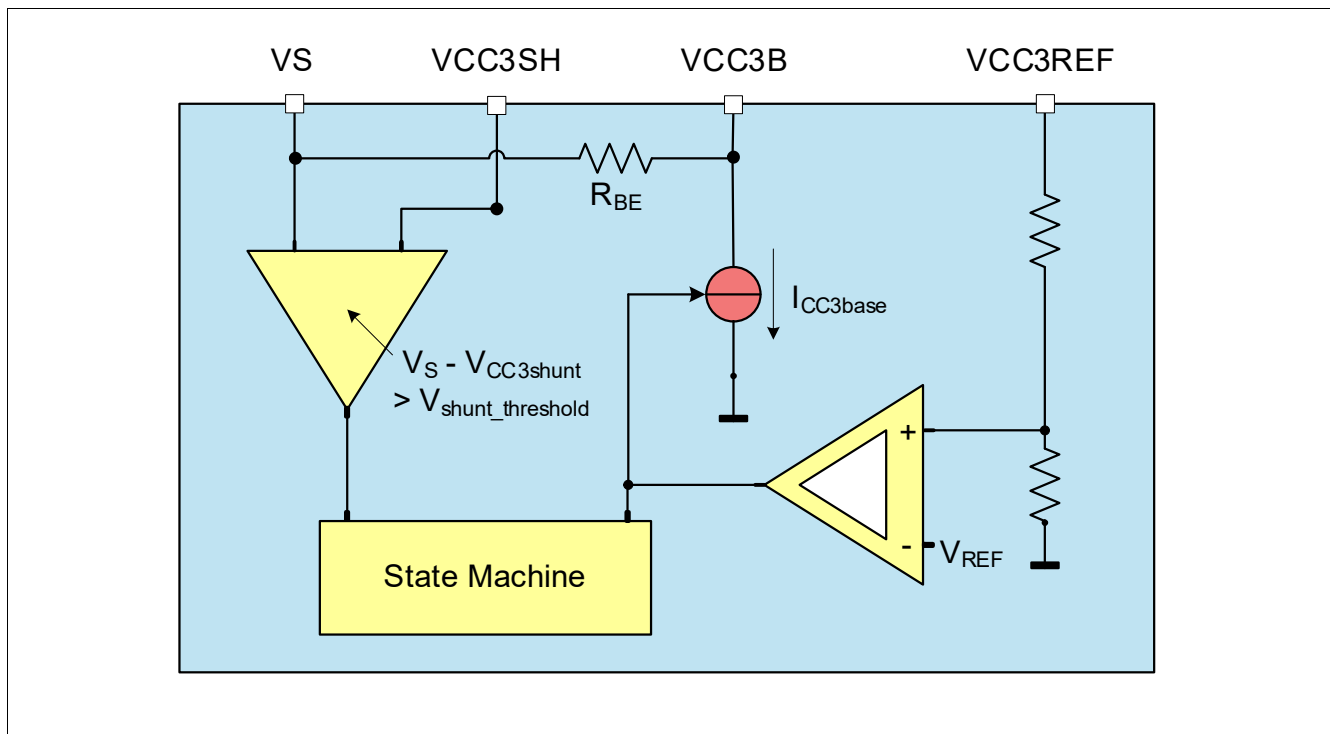 VS VCC3SH VCC3B VCC3REF
RBE
ICC3base
VS - VCC3shunt
> Vshunt_threshold
+
- VREF
State Machine